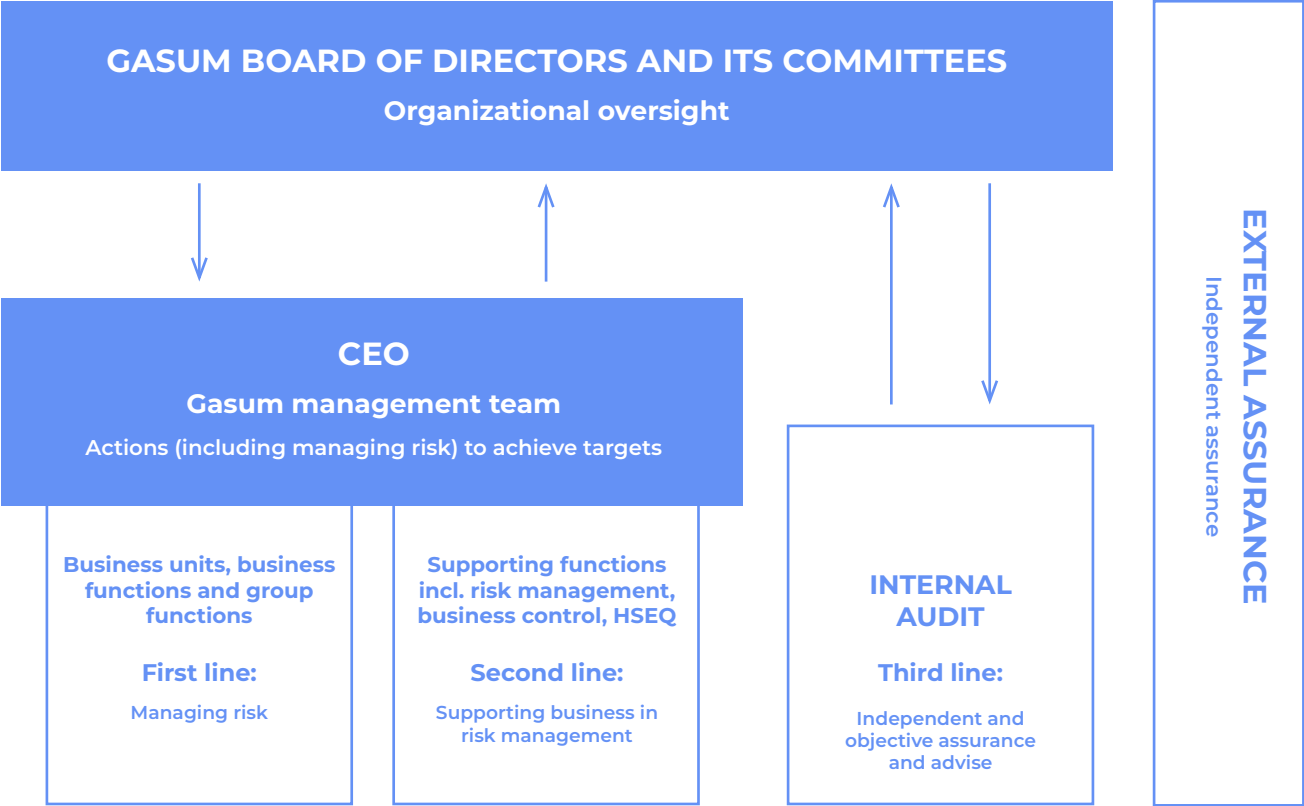 GASUM BOARD OF DIRECTORS AND ITS COMMITTEES
Organizational oversight
CEO
Gasum management team
Actions (including managing risk) to achieve targets
Business units, business
functions and group
functions
First line:
Managing risk
Supporting functions
incl. risk management,
business control, HSEQ
Second line:
Supporting business in
risk management
INTERNAL
AUDIT
Third line:
Independent and
objective assurance
and advise
EXTERNAL ASSURANCE
Independent assurance